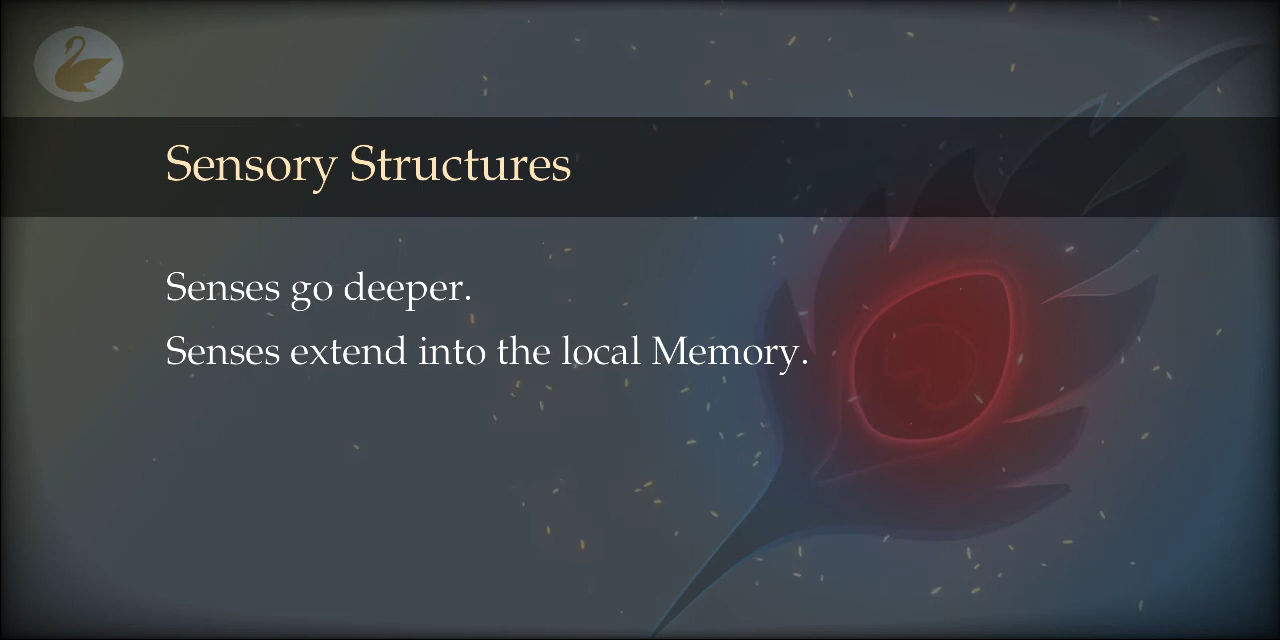 Sensory Structures
Senses go deeper.
Senses extend into the local Memory.